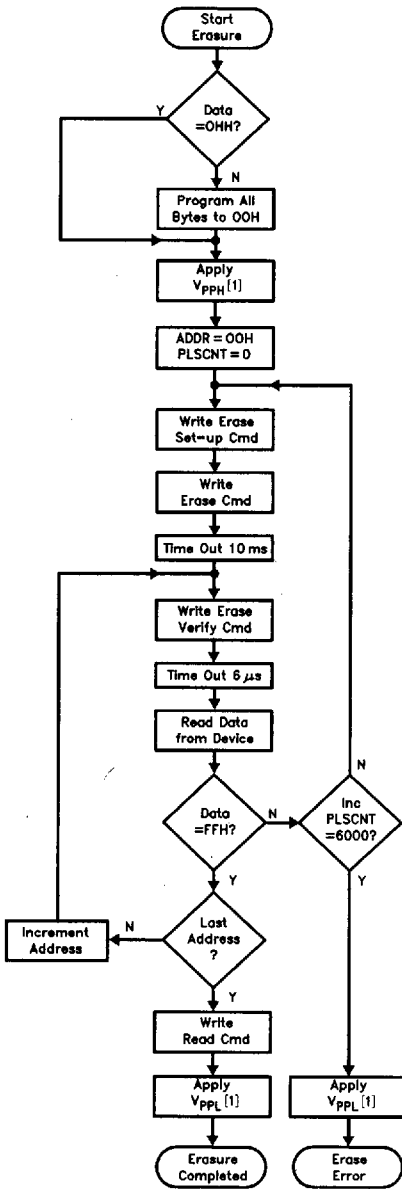 Start
Erasure
Y
Data
=OHH?
N
Program All
Bytes to OOH
Apply
VPPH[1]
ADDR=OOH
PLSCNT=0
Write Erase
Set-up Cmd
Write
Erase Cmd
Time Out 10 ms
Write Erase
Verify Cmd
Time Out 6 μs
Read Data
from Device
Data
=FFH?
N
Y
N
Inc
PLSCNT
=6000?
Y
Increment
Address
N
Last
Address
?
Y
Write
Read Cmd
Apply
VPPL[1]
Erasure
Completed
Apply
VPPL[1]
Erase
Error